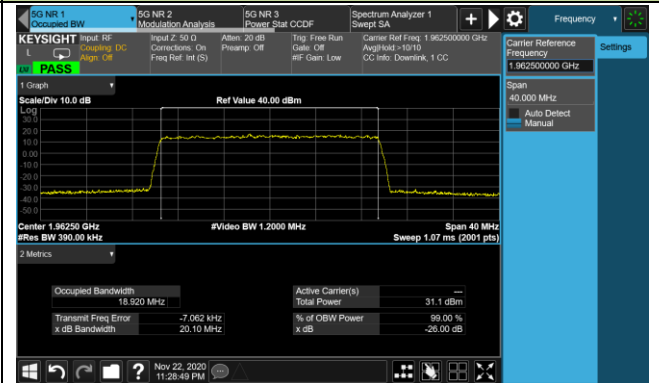 5G NR 1
Occupied BW
5G NR 2
Modulation Analysis
5G NR 3
Power Stat CCDF
Spectrum Analyzer 1
Swept SA
Frequency
KEYSIGHT
L
Input: RF
Coupling: DC
Align: Off
Input Z: 50 Ω
Corrections: On
Freq Ref: Int (S)
Atten: 20 dB
Preamp: Off
Trig: Free Run
Gate: Off
#IF Gain: Low
Carrier Ref Freq: 1.962500000 GHz
Avg|Hold:>10/10
CC Info: Downlink, 1 CC
PASS
Carrier Reference
Frequency
1.962500000 GHz
Settings
Span
40.000 MHz
Auto Detect
Manual
1 Graph
Scale/Div 10.0 dB
Ref Value 40.00 dBm
Log
30.0
20.0
10.0
0.00
-10.0
-20.0
-30.0
-40.0
-50.0
Center 1.96250 GHz
#Video BW 1.2000 MHz
Span 40 MHz
#Res BW 390.00 kHz
Sweep 1.07 ms (2001 pts)
2 Metrics
Occupied Bandwidth
18.920 MHz
Active Carrier(s)
---
Total Power
31.1 dBm
Transmit Freq Error
-7.062 kHz
% of OBW Power
99.00 %
x dB Bandwidth
20.10 MHz
x dB
-26.00 dB
?
Nov 22, 2020
11:28:49 PM